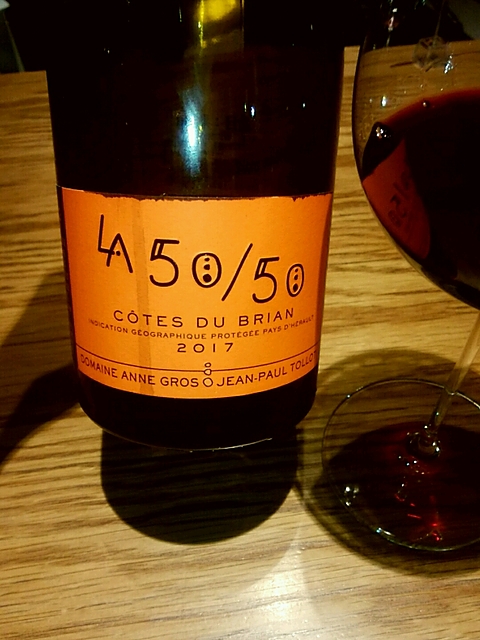 LA 50/50
CÔTES DU BRIAN
INDICATION GÉOGRAPHIQUE PROTÉGÉE PAYS D'HÉRAULT
2017
DOMAINE ANNE GROS & JEAN-PAUL TOLLOT